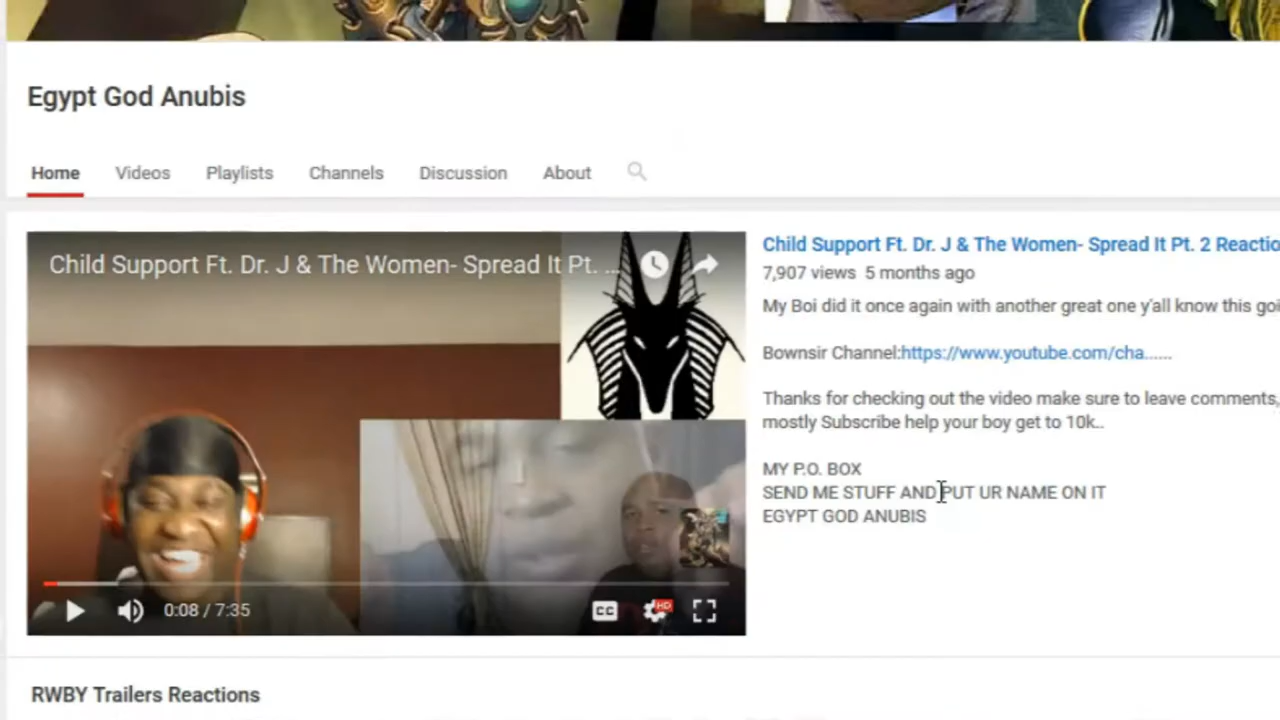 Egypt God Anubis
Home Videos Playlists Channels Discussion About
Child Support Ft. Dr. J & The Women- Spread It Pt. ...
Child Support Ft. Dr. J & The Women- Spread It Pt. 2 Reactio
7,907 views 5 months ago
My Boi did it once again with another great one y'all know this goi
Bownsir Channel:https://www.youtube.com/cha......
Thanks for checking out the video make sure to leave comments,
mostly Subscribe help your boy get to 10k..
MY P.O. BOX
SEND ME STUFF AND PUT UR NAME ON IT
EGYPT GOD ANUBIS
0:08 / 7:35
CC HD
RWBY Trailers Reactions